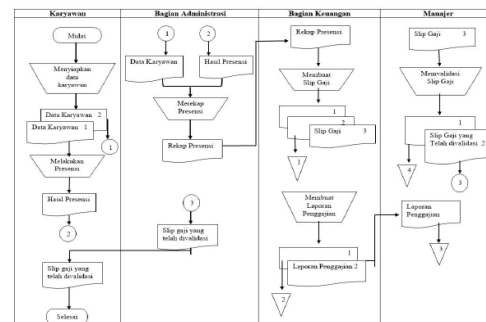 Karyawan
Bagian Administrasi
Bagian Keuangan
Manajer
Mulai
Menyiapkan
data
karyawan
Data Karyawan 2
Data Karyawan 1
1
Melakukan
Presensi
Hasil Presensi
2
Slip gaji yang
telah divalidasi
Selesai
1
2
Data Karyawan
Hasil Presensi
Merekap
Presensi
Rekap Presensi
3
Slip gaji yang
telah divalidasi
Rekap Presensi
Membuat
Slip Gaji
1
2
Slip Gaji 3
1
Membuat
Laporan
Penggajian
1
Laporan Penggajian 2
2
Slip Gaji 3
Memvalidasi
Slip Gaji
1
Slip Gaji yang
Telah divalidasi 2
4
3
Laporan
Penggajian
3